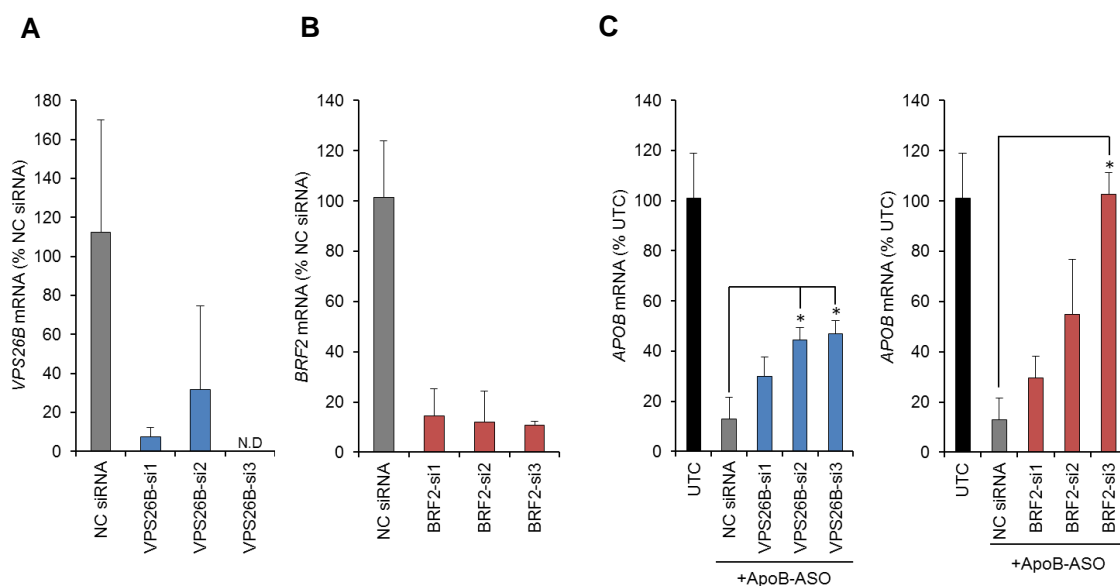 A
VPS26B mRNA (% NC siRNA)
180
160
140
120
100
80
60
40
20
0
N.D
NC siRNA
VPS26B-si1
VPS26B-si2
VPS26B-si3
B
BRF2 mRNA (% NC siRNA)
140
120
100
80
60
40
20
0
NC siRNA
BRF2-si1
BRF2-si2
BRF2-si3
C
APOB mRNA (% UTC)
140
120
100
80
60
40
20
0
*
*
UTC
NC siRNA
VPS26B-si1
VPS26B-si2
VPS26B-si3
+ApoB-ASO
APOB mRNA (% UTC)
140
120
100
80
60
40
20
0
*
UTC
NC siRNA
BRF2-si1
BRF2-si2
BRF2-si3
+ApoB-ASO